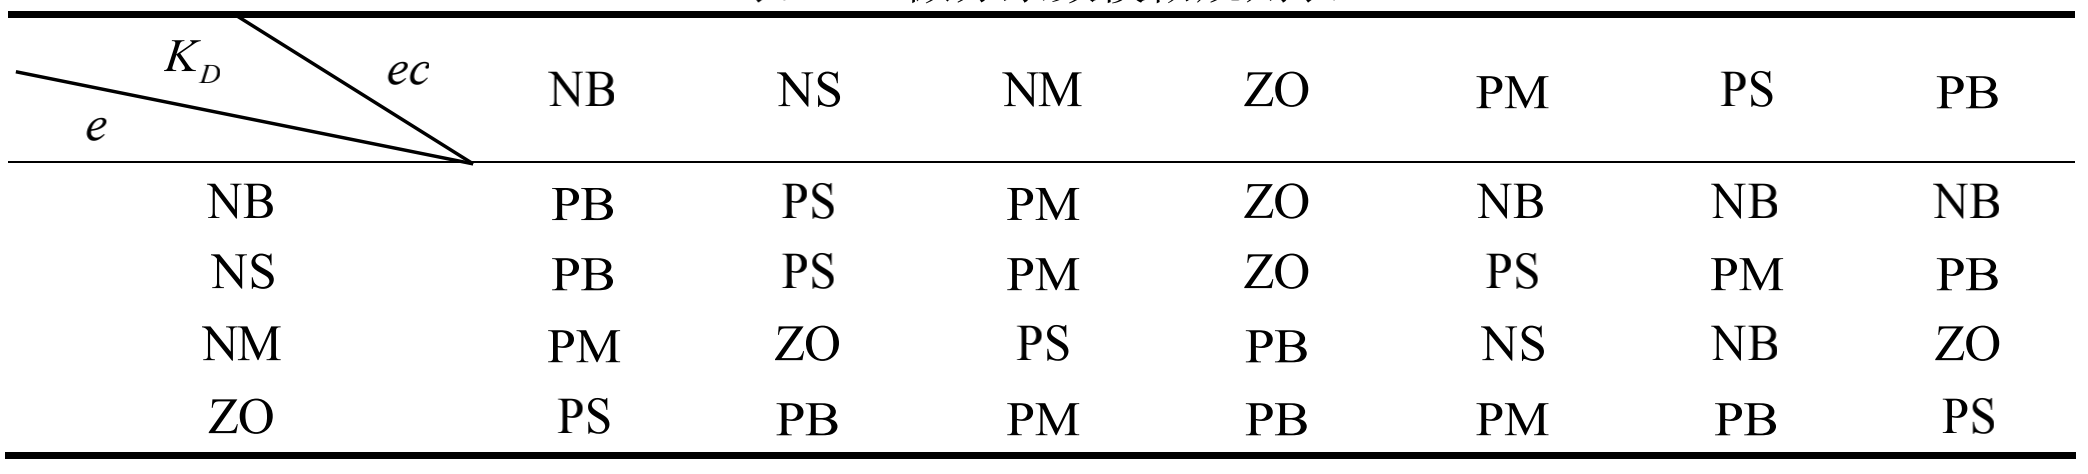 K_D ec NB NS NM ZO PM PS PB
e
NB PB PS PM ZO NB NB NB
NS PB PS PM ZO PS PM PB
NM PM ZO PS PB NS NB ZO
ZO PS PB PM PB PM PB PS